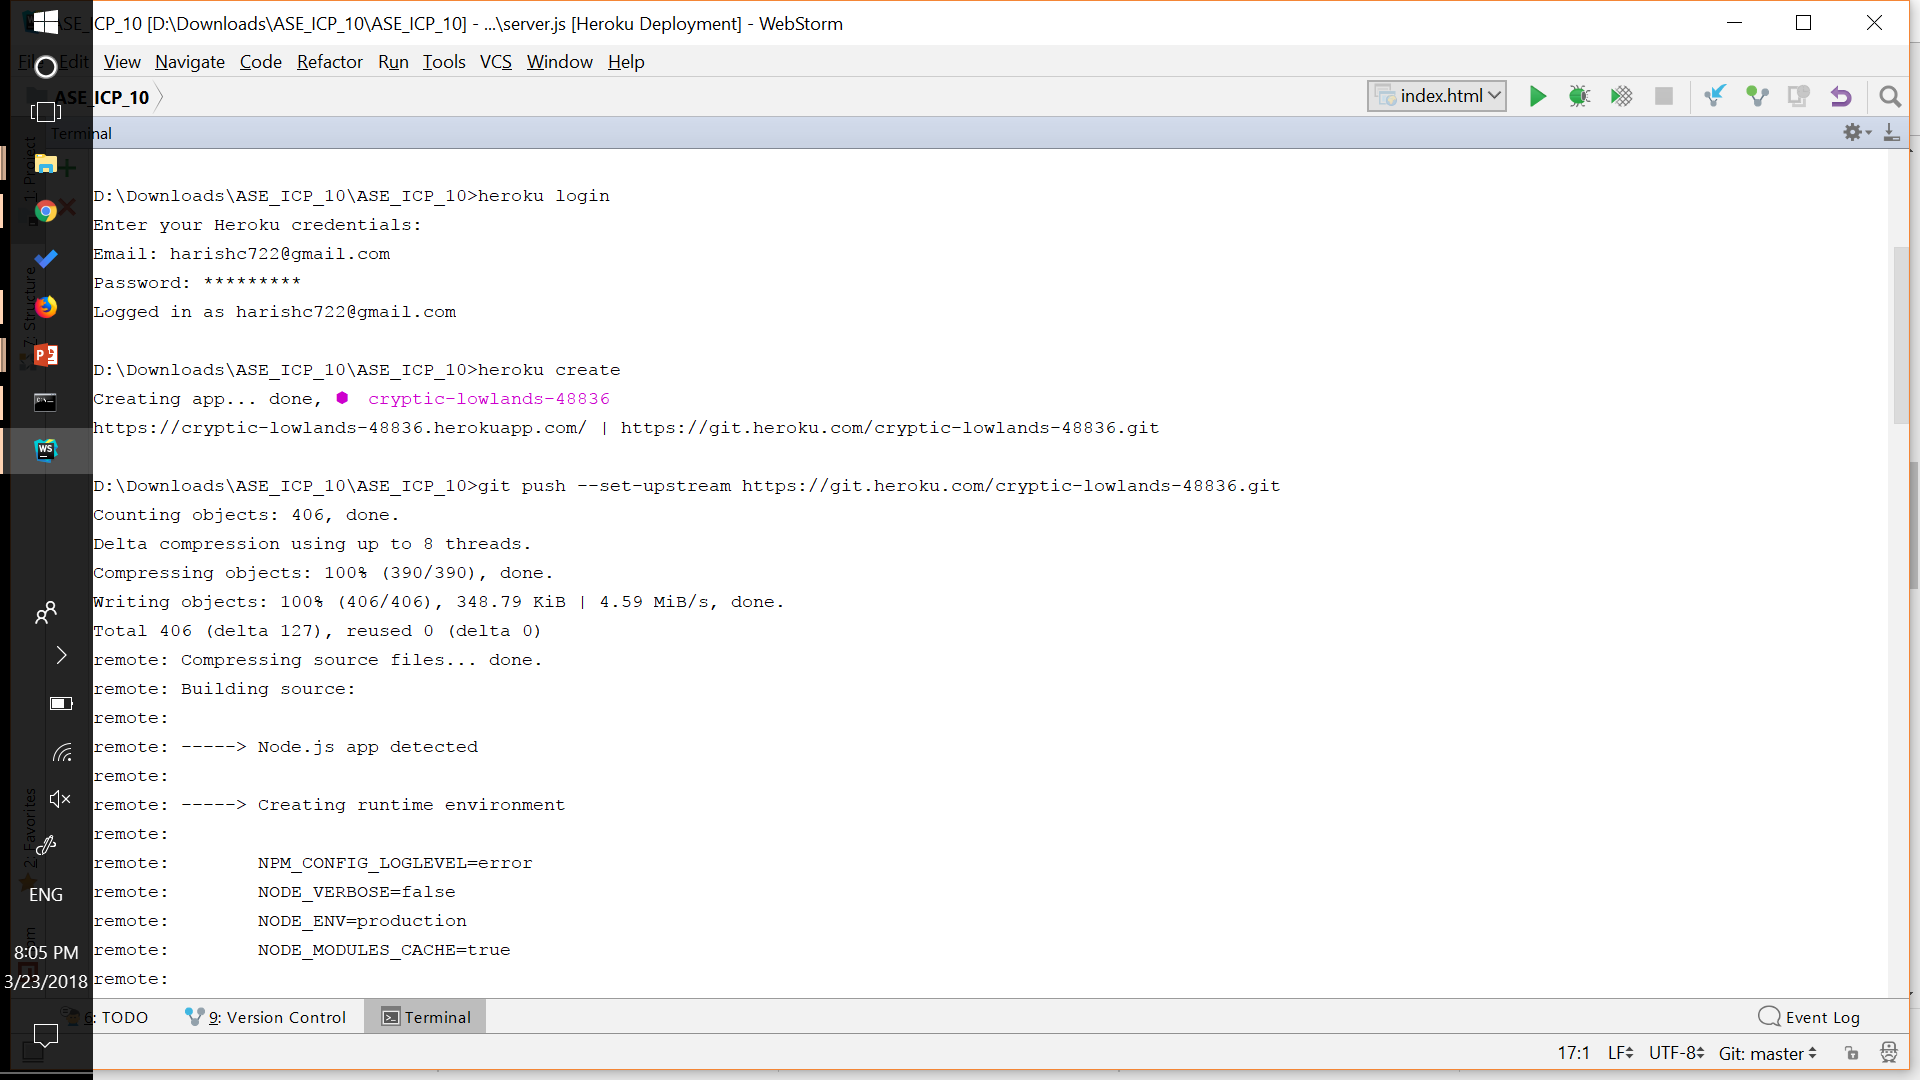 ASE_ICP_10 [D:\Downloads\ASE_ICP_10\ASE_ICP_10] - ...\server.js [Heroku Deployment] - WebStorm
File Edit View Navigate Code Refactor Run Tools VCS Window Help
ASE_ICP_10
index.html
Terminal
1: Project
7: Structure
2: Favorites
D:\Downloads\ASE_ICP_10\ASE_ICP_10>heroku login
Enter your Heroku credentials:
Email: harishc722@gmail.com
Password: *********
Logged in as harishc722@gmail.com
D:\Downloads\ASE_ICP_10\ASE_ICP_10>heroku create
Creating app... done, ⬢ cryptic-lowlands-48836
https://cryptic-lowlands-48836.herokuapp.com/ | https://git.heroku.com/cryptic-lowlands-48836.git
D:\Downloads\ASE_ICP_10\ASE_ICP_10>git push --set-upstream https://git.heroku.com/cryptic-lowlands-48836.git
Counting objects: 406, done.
Delta compression using up to 8 threads.
Compressing objects: 100% (390/390), done.
Writing objects: 100% (406/406), 348.79 KiB | 4.59 MiB/s, done.
Total 406 (delta 127), reused 0 (delta 0)
remote: Compressing source files... done.
remote: Building source:
remote:
remote: -----> Node.js app detected
remote:
remote: -----> Creating runtime environment
remote:
remote:        NPM_CONFIG_LOGLEVEL=error
remote:        NODE_VERBOSE=false
remote:        NODE_ENV=production
remote:        NODE_MODULES_CACHE=true
remote:
WS
ENG
8:05 PM
3/23/2018
6: TODO
9: Version Control
Terminal
Event Log
17:1 LF UTF-8 Git: master